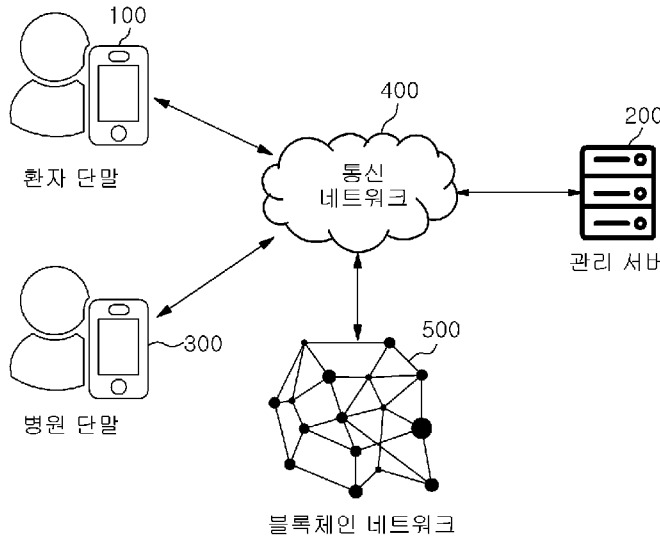 100
환자 단말
400
통신
네트워크
200
관리 서버
300
병원 단말
500
블록체인 네트워크